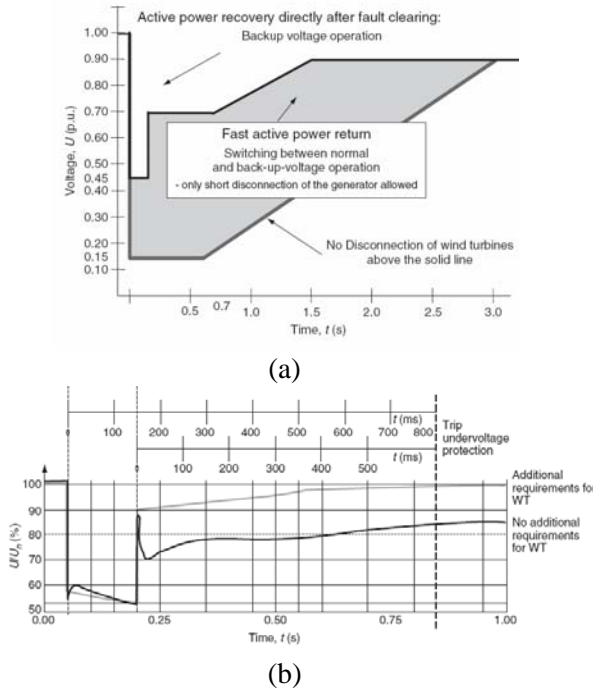 Active power recovery directly after fault clearing:
Backup voltage operation
1.00
0.90
0.80
0.70
0.60
0.50
0.45
0.40
0.30
0.20
0.15
0.10
Voltage, U (p.u.)
Fast active power return
Switching between normal
and back-up-voltage operation
- only short disconnection of the generator allowed
No Disconnection of wind turbines
above the solid line
0.5 0.7 1.0 1.5 2.0 2.5 3.0
Time, t (s)
(a)
t (ms)
0 100 200 300 400 500 600 700 800
t (ms)
0 100 200 300 400 500
Trip
undervoltage
protection
100
90
80
70
60
50
U/Un (%)
Additional
requirements for
WT
No additional
requirements
for WT
0.00 0.25 0.50 0.75 1.00
Time, t (s)
(b)